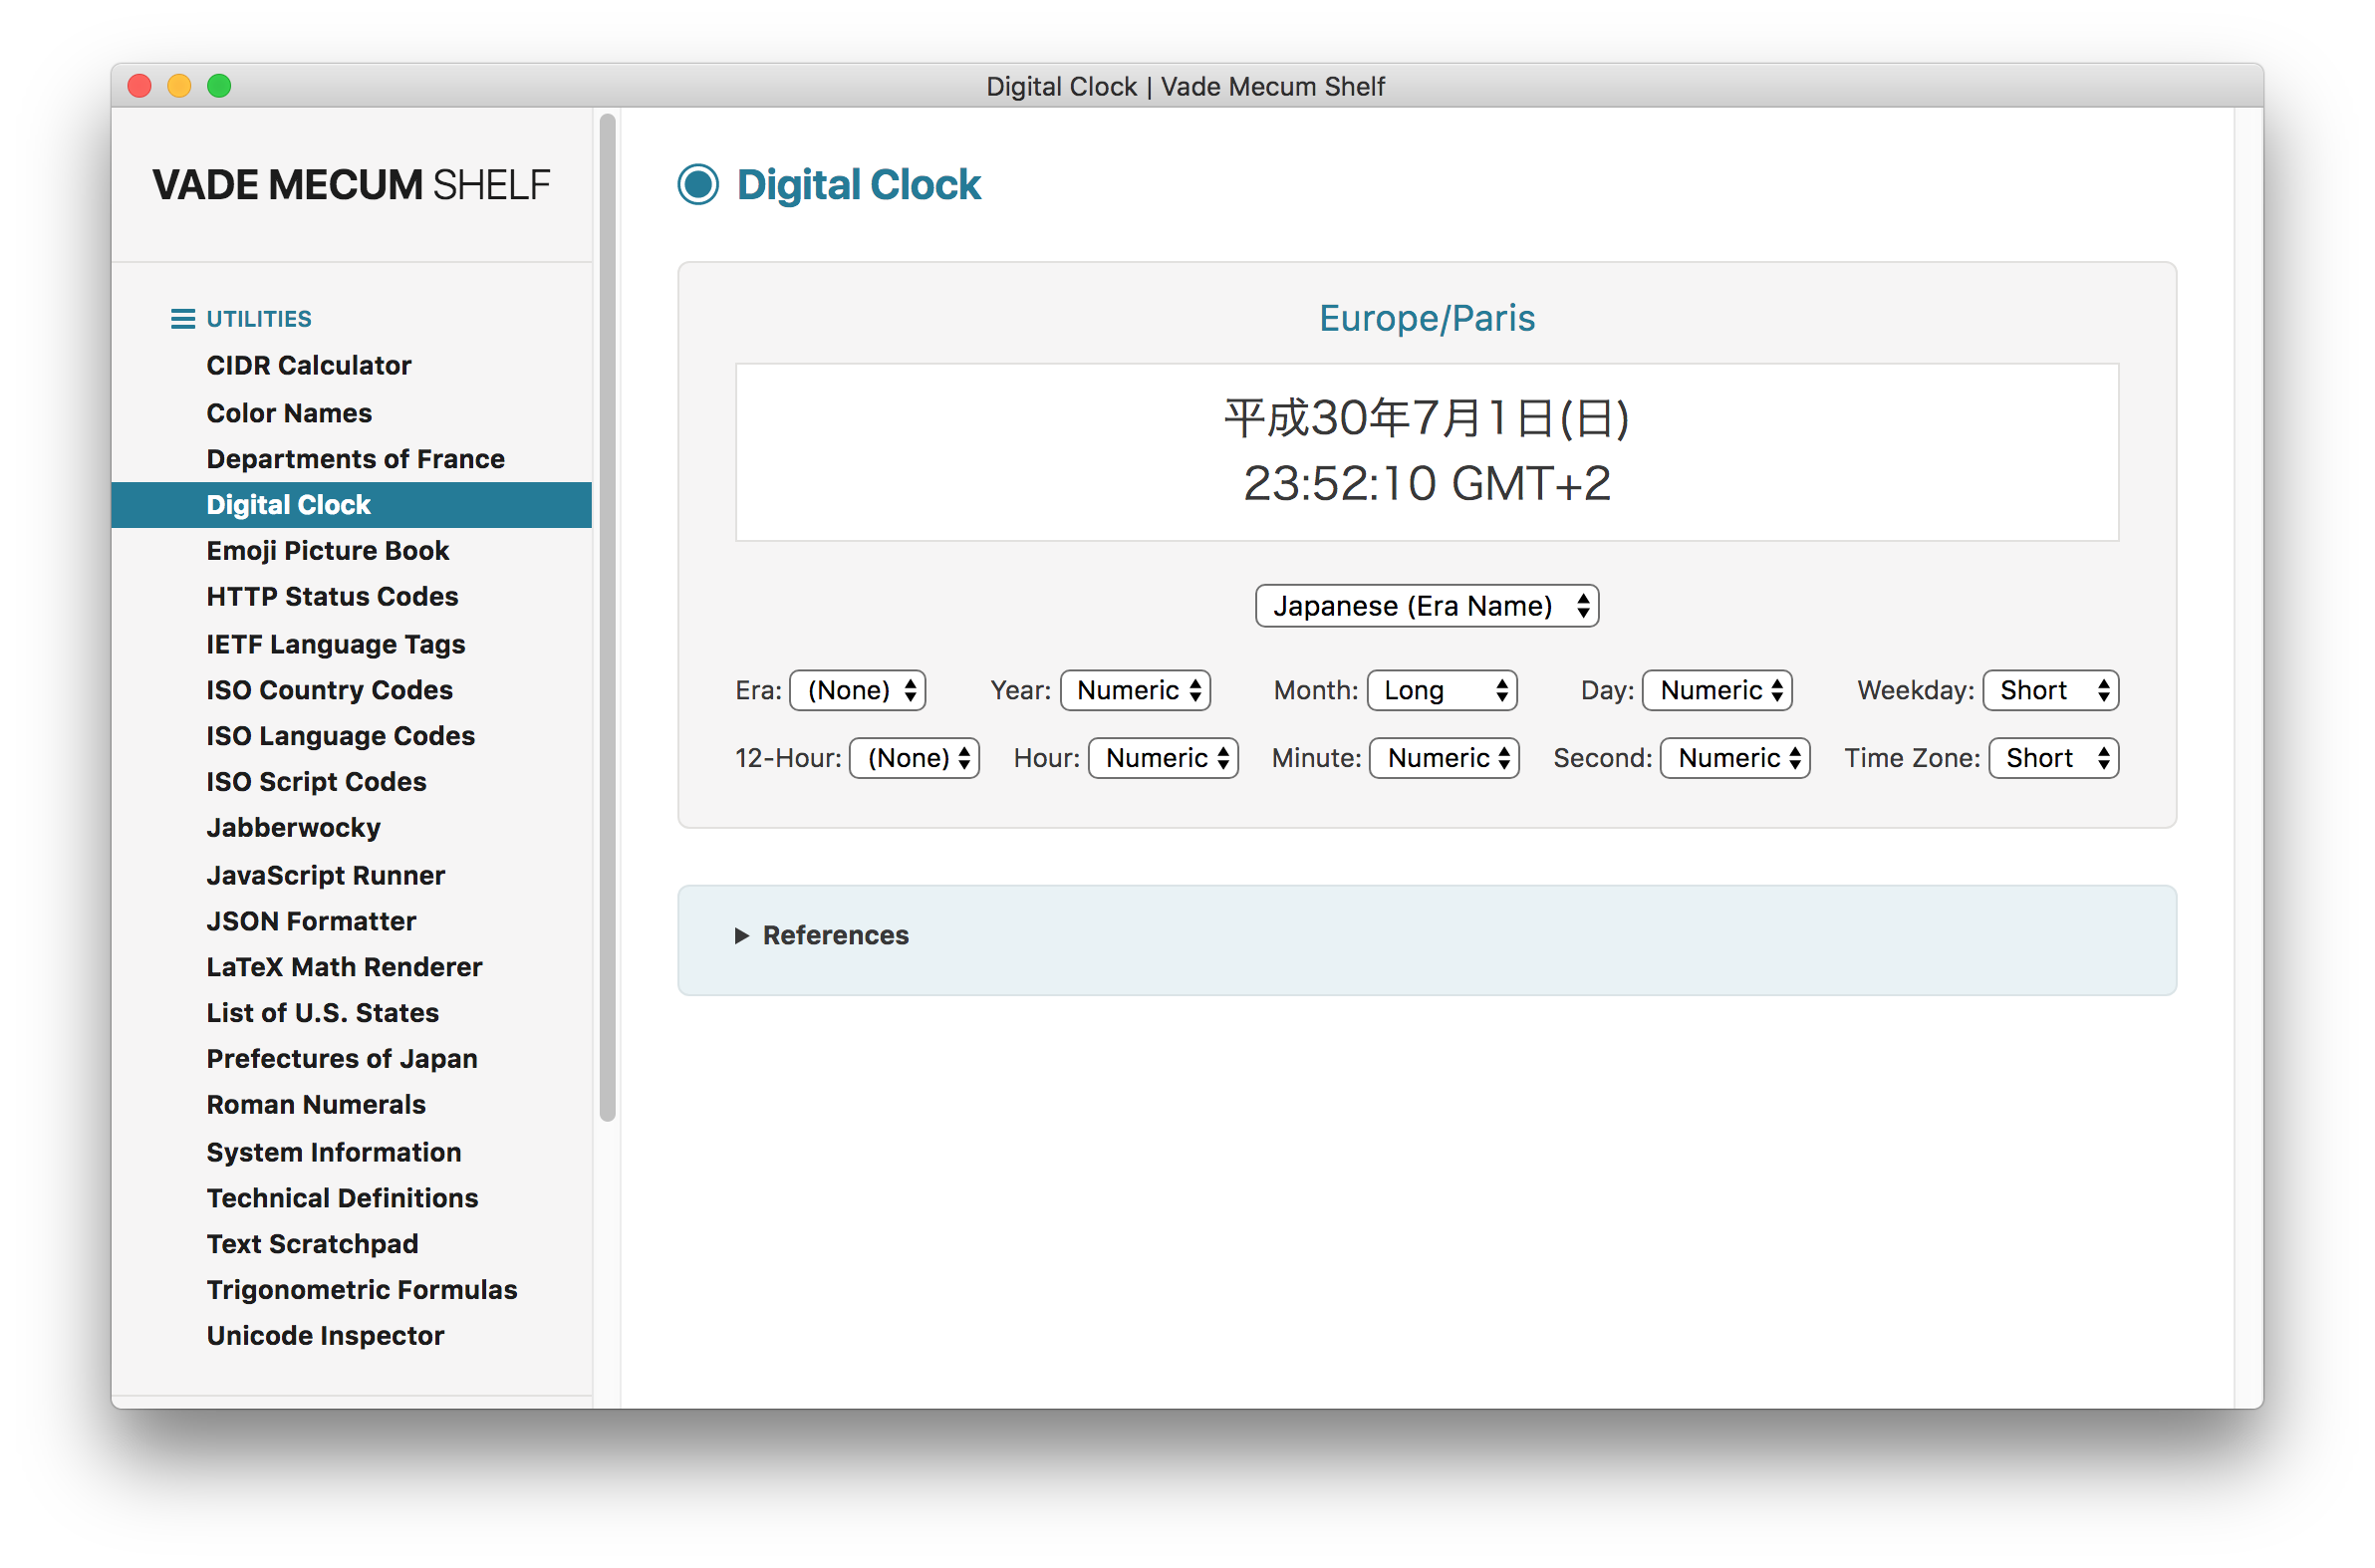 Digital Clock | Vade Mecum Shelf
VADE MECUM SHELF
UTILITIES
CIDR Calculator
Color Names
Departments of France
Digital Clock
Emoji Picture Book
HTTP Status Codes
IETF Language Tags
ISO Country Codes
ISO Language Codes
ISO Script Codes
Jabberwocky
JavaScript Runner
JSON Formatter
LaTeX Math Renderer
List of U.S. States
Prefectures of Japan
Roman Numerals
System Information
Technical Definitions
Text Scratchpad
Trigonometric Formulas
Unicode Inspector
Digital Clock
Europe/Paris
平成30年7月1日(日)
23:52:10 GMT+2
Japanese (Era Name)
Era: (None) Year: Numeric Month: Long Day: Numeric Weekday: Short
12-Hour: (None) Hour: Numeric Minute: Numeric Second: Numeric Time Zone: Short
References